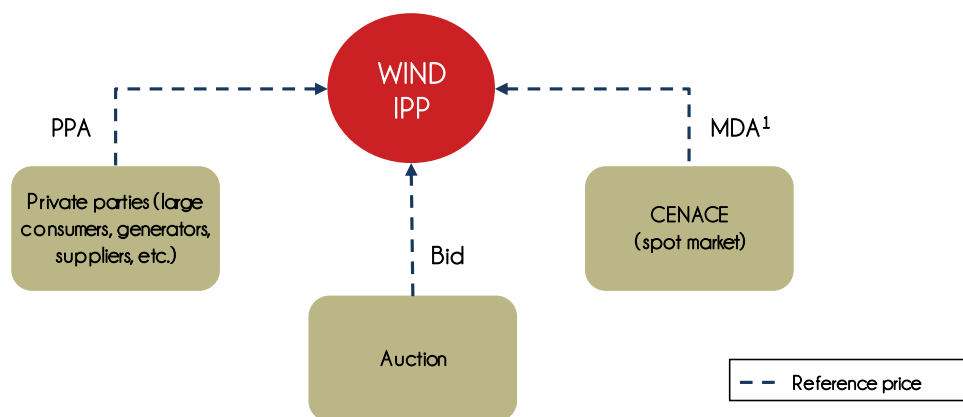 WIND
IPP
PPA
MDA¹
Private parties (large
consumers, generators,
suppliers, etc.)
CENACE
(spot market)
Bid
Auction
Reference price